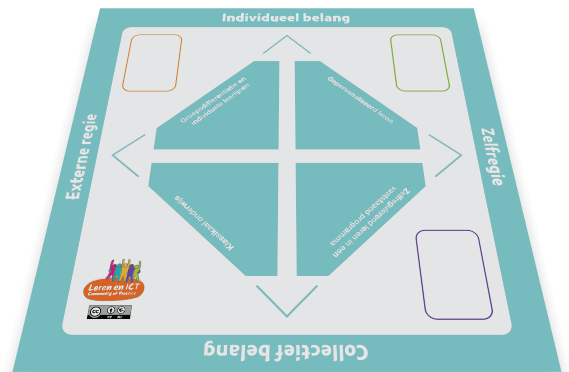 Individueel belang
Groepsdifferentiatie en
individuele leerlijnen
Gepersonaliseerd leren
Externe regie
Zelfregie
Klassikaal onderwijs
Zelfregulerend leren in een
vaststaand programma
Leren en ICT
Community of Practice
CC
Collectief belang